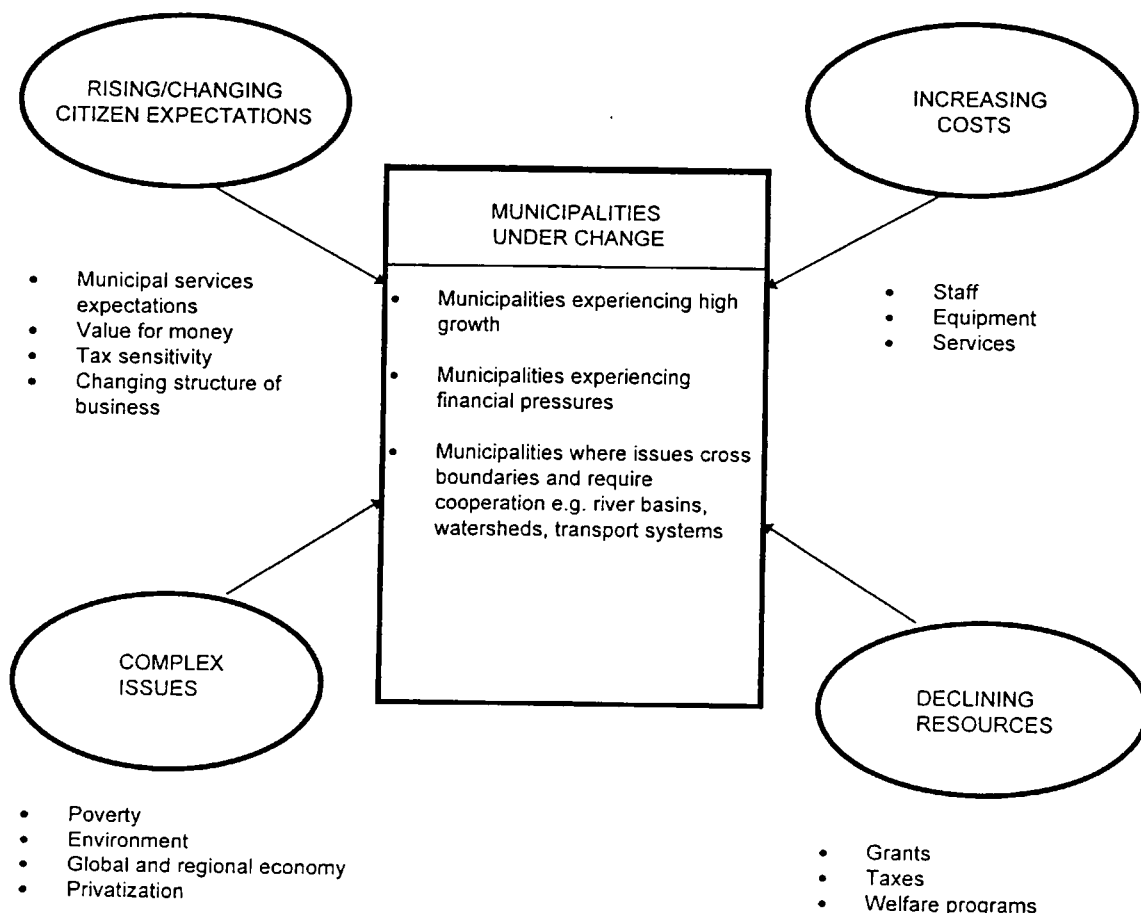 RISING/CHANGING
CITIZEN EXPECTATIONS
• Municipal services
expectations
• Value for money
• Tax sensitivity
• Changing structure of
business
INCREASING
COSTS
• Staff
• Equipment
• Services
MUNICIPALITIES
UNDER CHANGE
• Municipalities experiencing high
growth
• Municipalities experiencing
financial pressures
• Municipalities where issues cross
boundaries and require
cooperation e.g. river basins,
watersheds, transport systems
COMPLEX
ISSUES
• Poverty
• Environment
• Global and regional economy
• Privatization
DECLINING
RESOURCES
• Grants
• Taxes
• Welfare programs